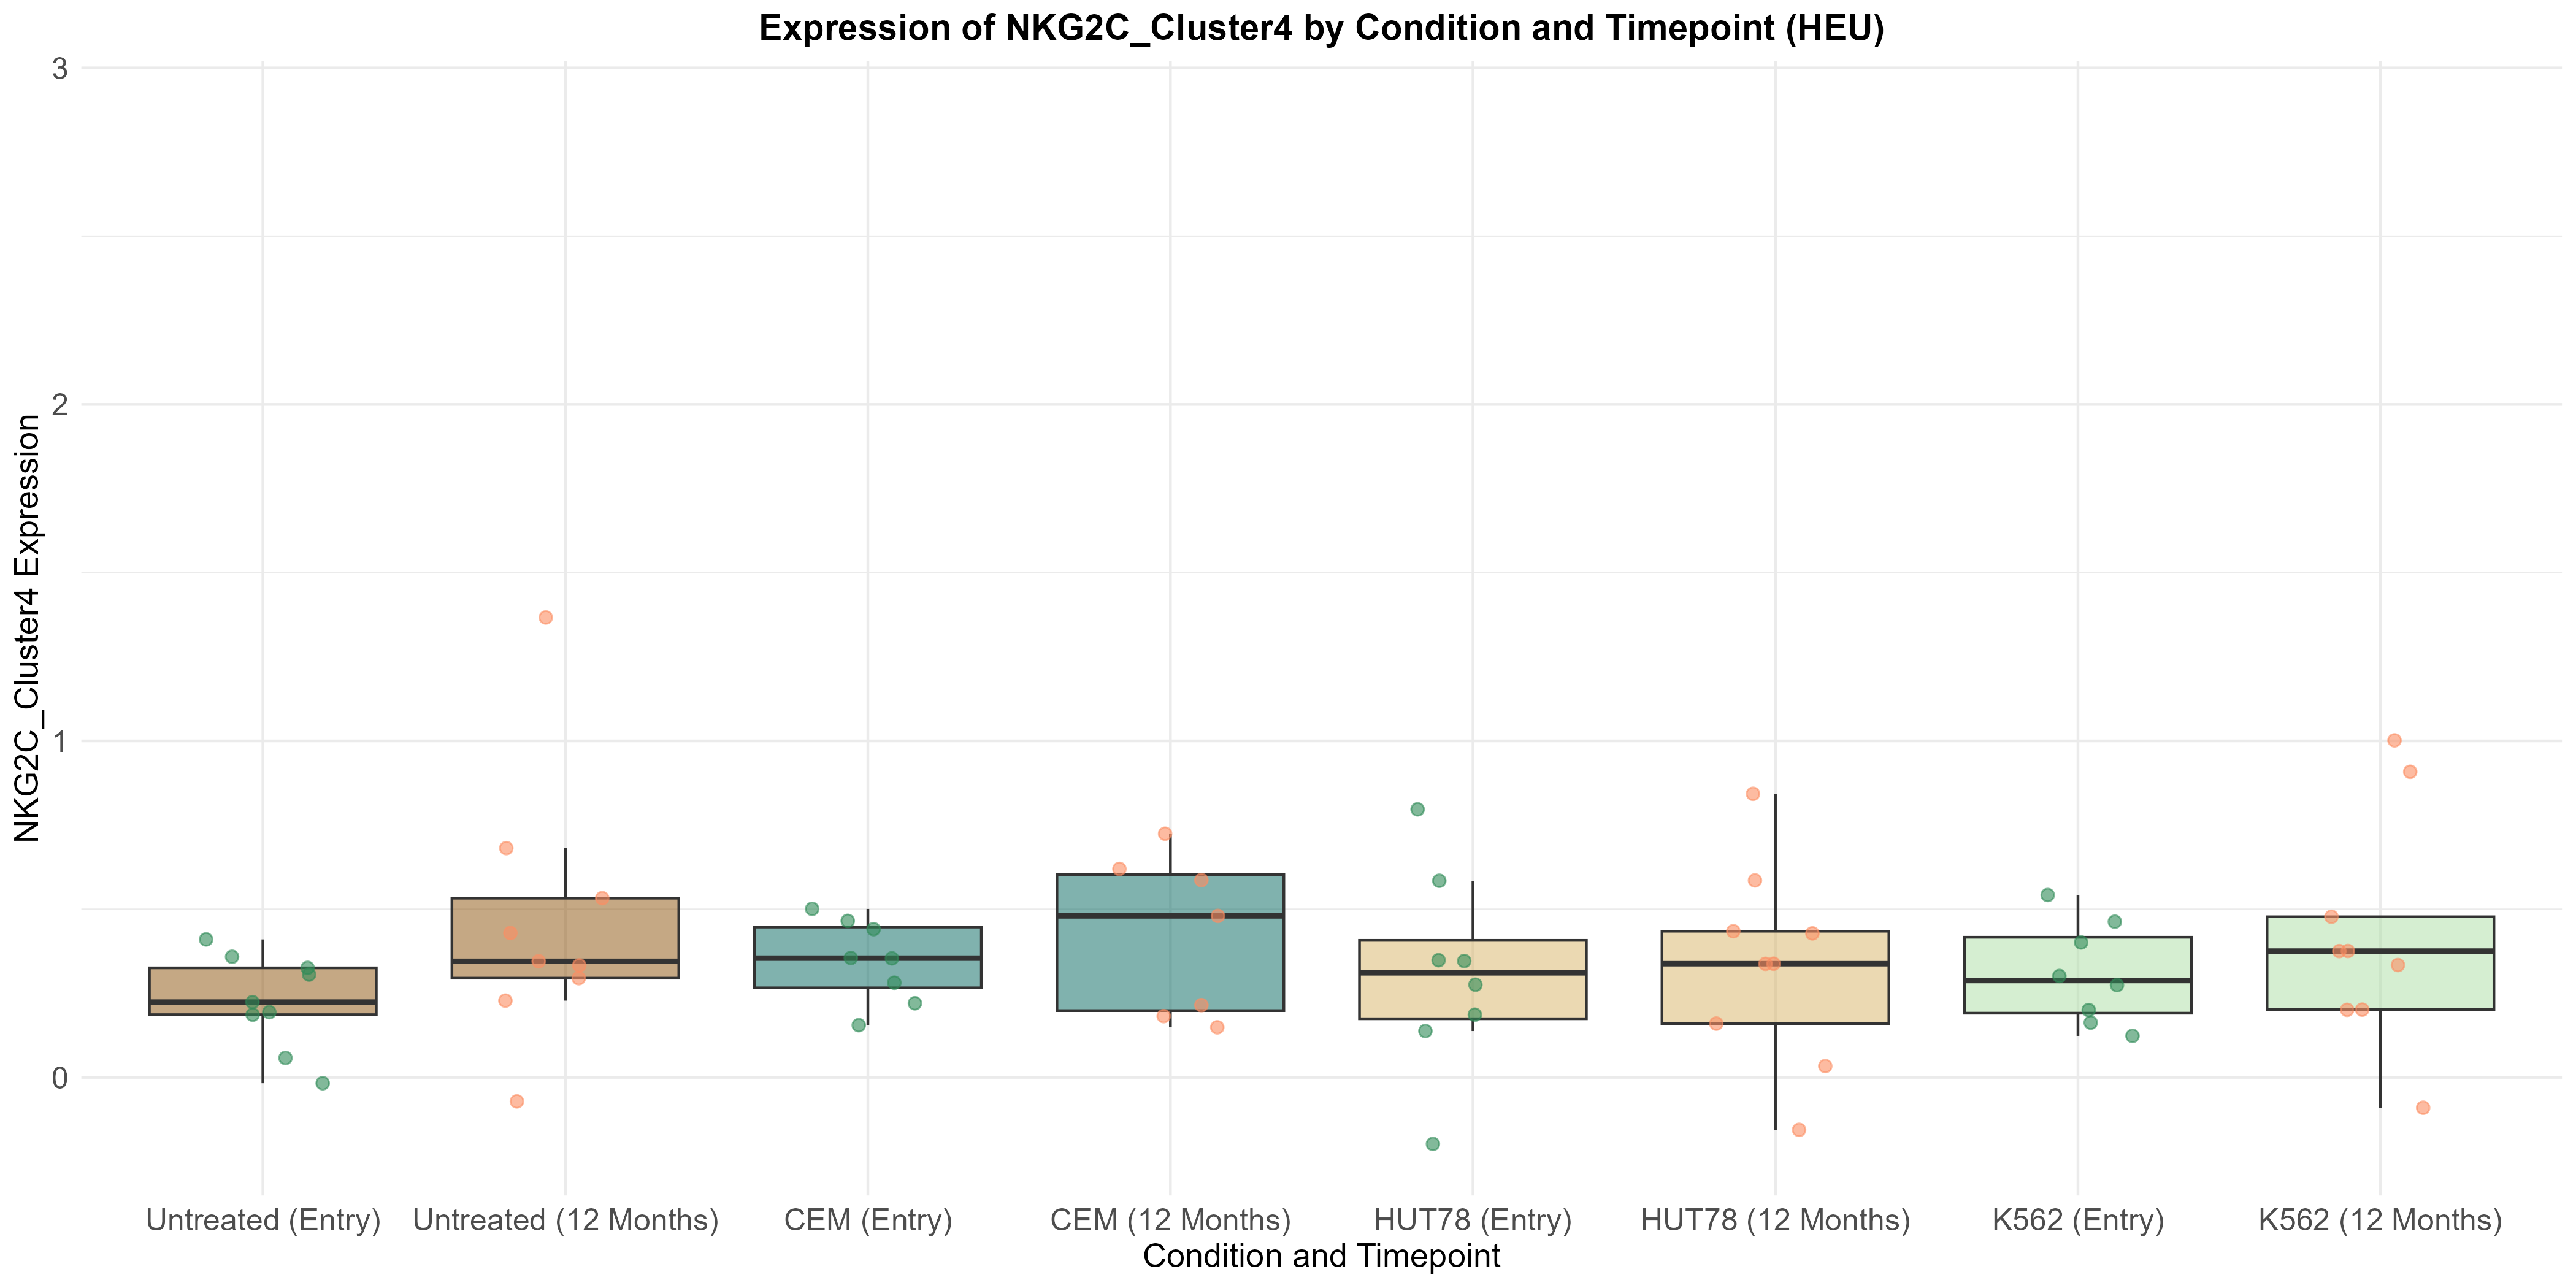 Expression of NKG2C_Cluster4 by Condition and Timepoint (HEU)
NKG2C_Cluster4 Expression
3
2
1
0
Untreated (Entry)
Untreated (12 Months)
CEM (Entry)
CEM (12 Months)
HUT78 (Entry)
HUT78 (12 Months)
K562 (Entry)
K562 (12 Months)
Condition and Timepoint